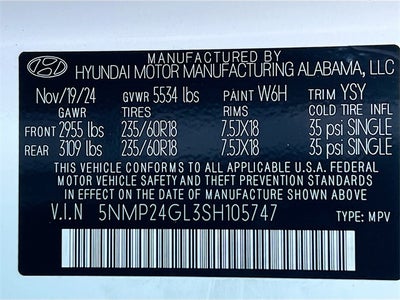 MANUFACTURED BY
HYUNDAI MOTOR MANUFACTURING ALABAMA, LLC
Nov/19/24 GVWR 5534 lbs PAINT W6H TRIM YSY
GAWR TIRES RIMS COLD TIRE INF.
FRONT 2955 lbs 235/60R18 7.5JX18 35 psi SINGLE
REAR 3109 lbs 235/60R18 7.5JX18 35 psi SINGLE
THIS VEHICLE CONFORMS TO ALL APPLICABLE U.S.A. FEDERAL
MOTOR VEHICLE SAFETY AND THEFT PREVENTION STANDARDS
IN EFFECT ON THE DATE OF MANUFACTURE SHOWN ABOVE.
V.I.N 5NMP24GL3SH105747 TYPE: MPV